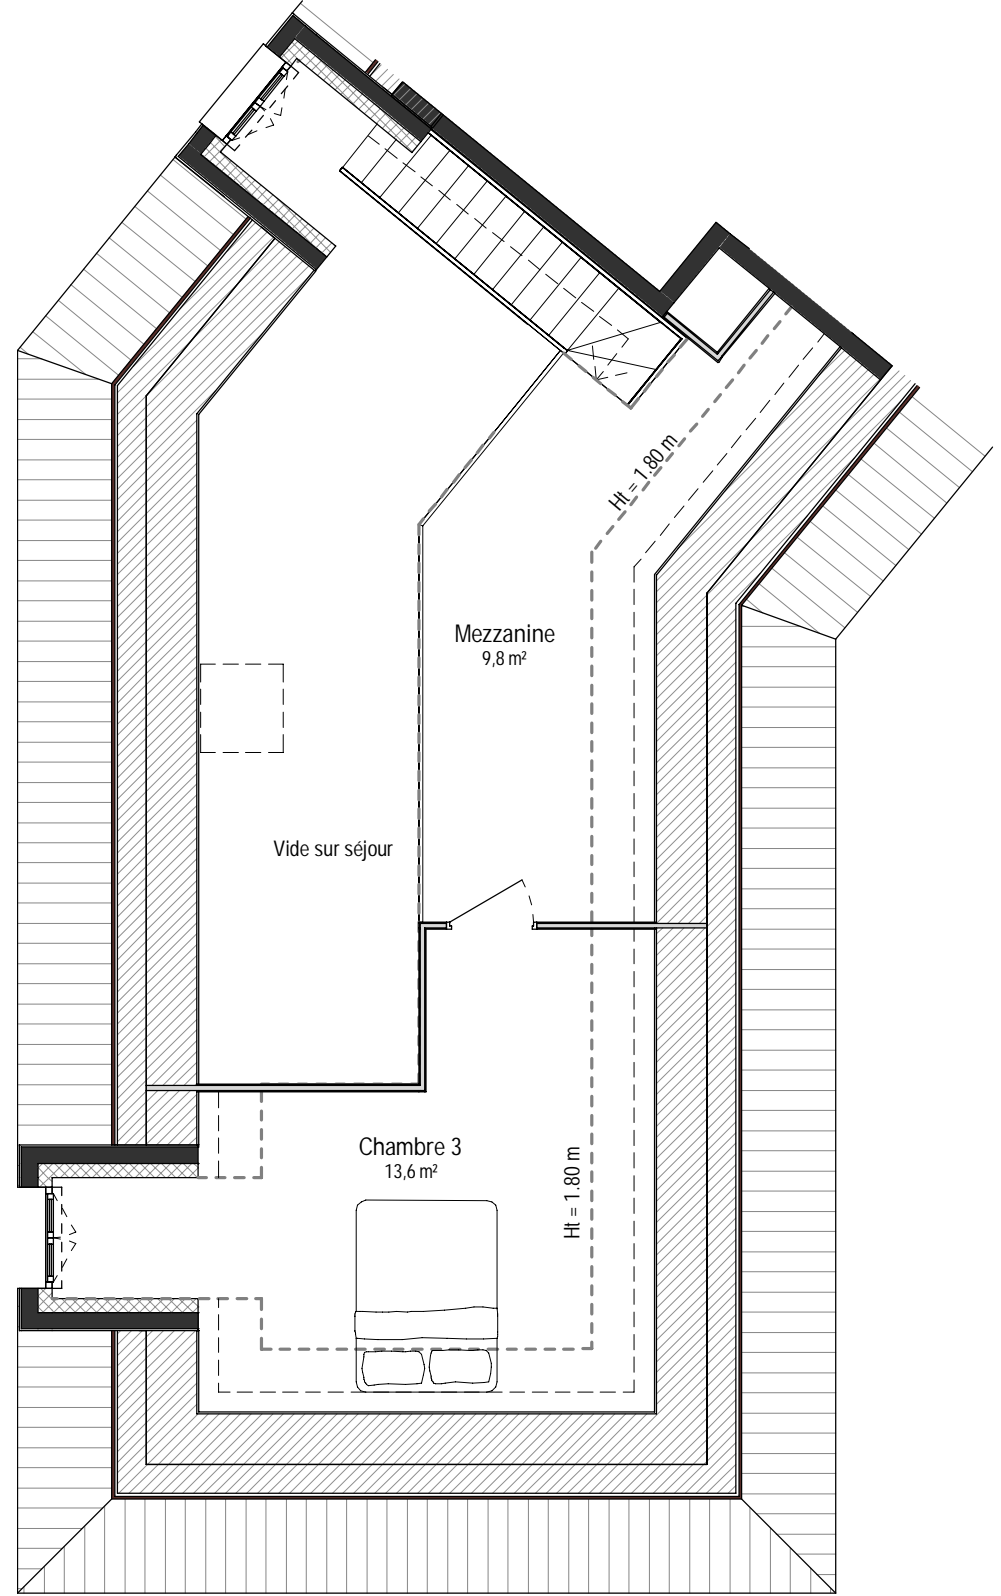 Ht = 1.80 m
Mezzanine
9,8 m²
Vide sur séjour
Chambre 3
13,6 m²
Ht = 1.80 m